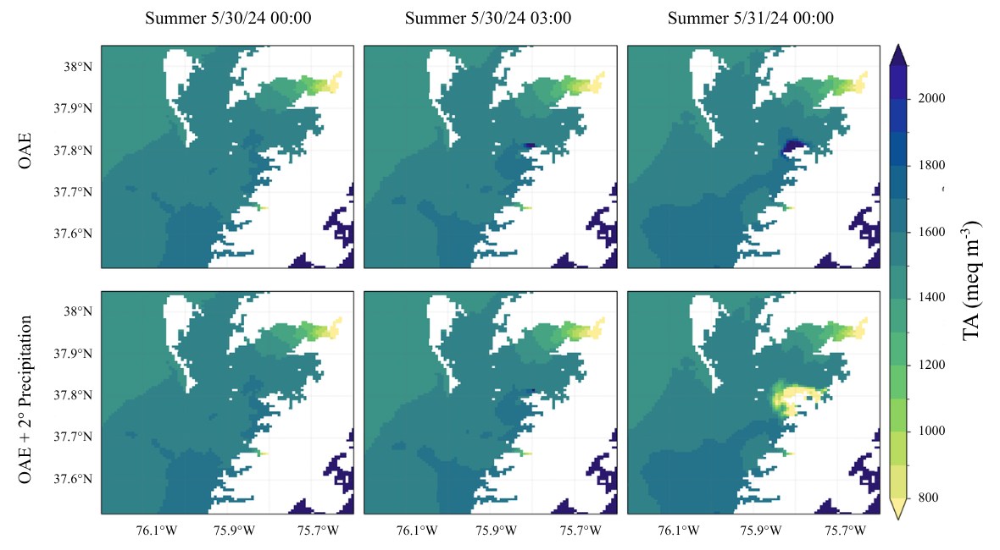 Summer 5/30/24 00:00
Summer 5/30/24 03:00
Summer 5/31/24 00:00
OAE
38°N
37.9°N
37.8°N
37.7°N
37.6°N
OAE + 2° Precipitation
38°N
37.9°N
37.8°N
37.7°N
37.6°N
76.1°W
75.9°W
75.7°W
76.1°W
75.9°W
75.7°W
76.1°W
75.9°W
75.7°W
2000
1800
1600
1400
1200
1000
800
TA (meq m⁻³)